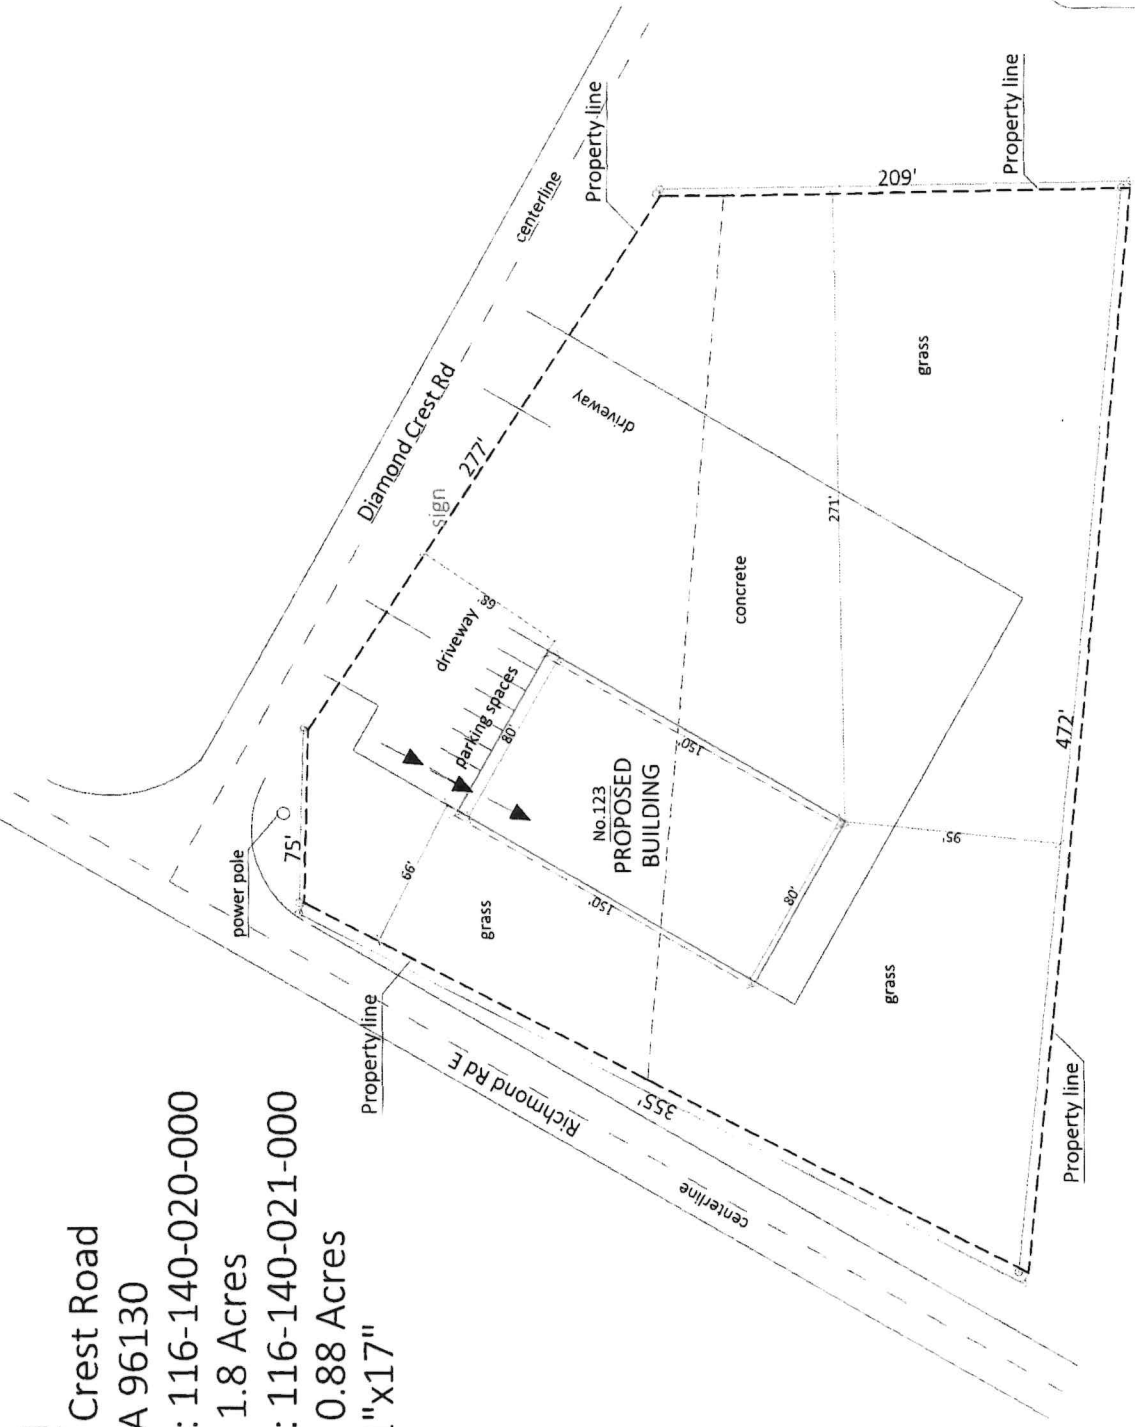 Crest Road
A 96130
: 116-140-020-000
1.8 Acres
: 116-140-021-000
0.88 Acres
"x17"
Diamond Crest Rd
centerline
Property line
Property line
209'
277'
sign
driveway
68'
driveway
parking spaces
80'
grass
271'
concrete
power pole
75'
66'
grass
No.123
PROPOSED
BUILDING
150'
150'
80'
95'
472'
grass
Property line
Richmond Rd E
355'
centerline
Property line